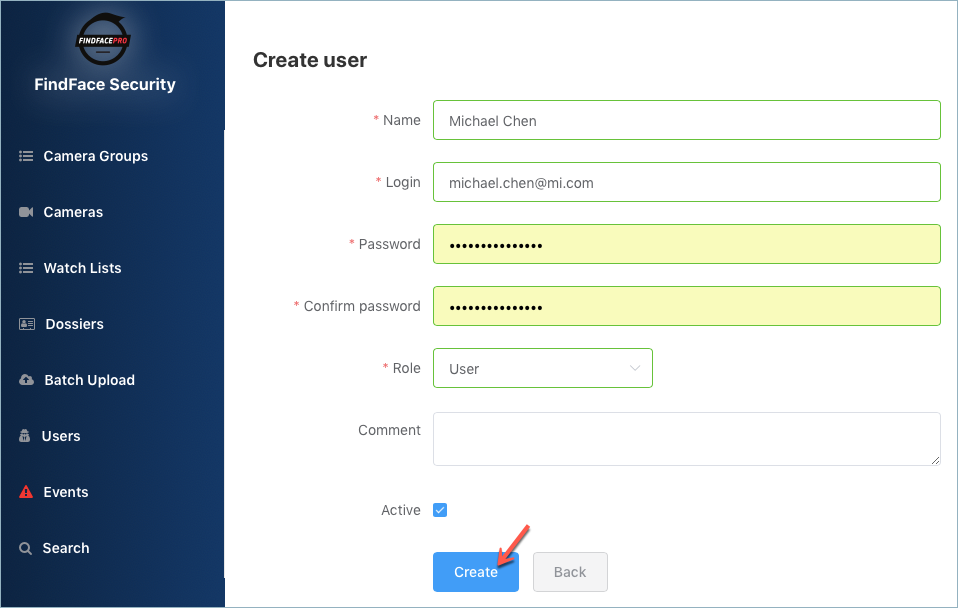 FINDFACEPRO
FindFace Security
Camera Groups
Cameras
Watch Lists
Dossiers
Batch Upload
Users
Events
Search
Create user
* Name Michael Chen
* Login michael.chen@mi.com
* Password •••••••••••••••
* Confirm password •••••••••••••••
* Role User
Comment
Active
Create Back